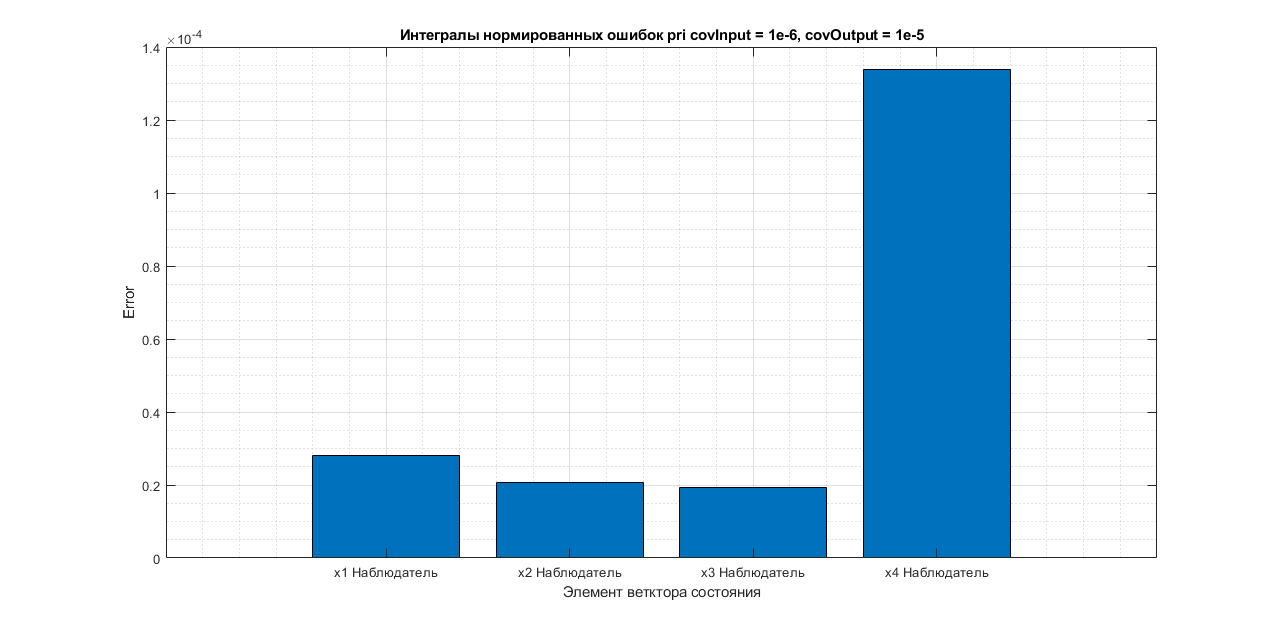 Интегралы нормированных ошибок pri covInput = 1e-6, covOutput = 1e-5
×10-4
1.4
1.2
1
0.8
0.6
0.4
0.2
0
Error
x1 Наблюдатель
x2 Наблюдатель
x3 Наблюдатель
x4 Наблюдатель
Элемент ветктора состояния